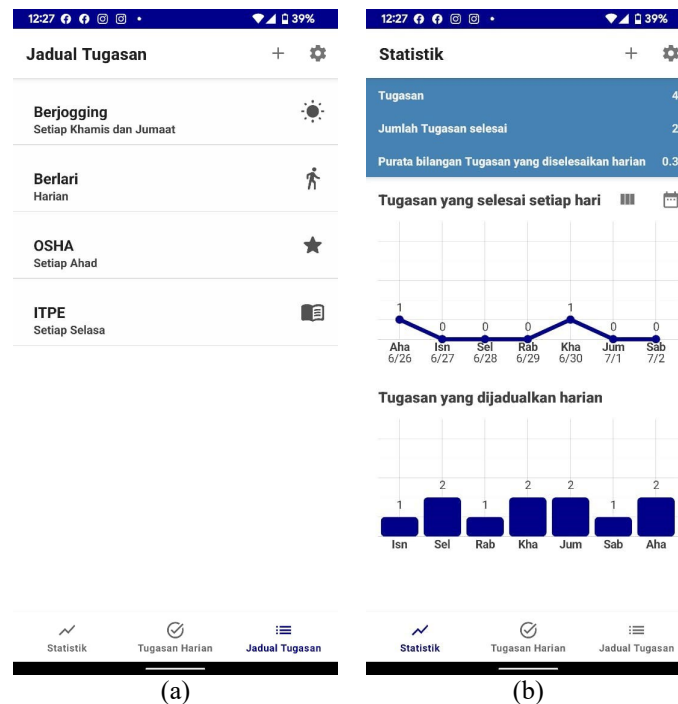 12:27 39%
Jadual Tugasan
Berjogging
Setiap Khamis dan Jumaat
Berlari
Harian
OSHA
Setiap Ahad
ITPE
Setiap Selasa
Statistik Tugasan Harian Jadual Tugasan
(a)
12:27 39%
Statistik
Tugasan 4
Jumlah Tugasan selesai 2
Purata bilangan Tugasan yang diselesaikan harian 0.3
Tugasan yang selesai setiap hari
1 0 0 0 1 0 0
Aha Isn Sel Rab Kha Jum Sab
6/26 6/27 6/28 6/29 6/30 7/1 7/2
Tugasan yang dijadualkan harian
1 2 1 2 2 1 2
Isn Sel Rab Kha Jum Sab Aha
Statistik Tugasan Harian Jadual Tugasan
(b)